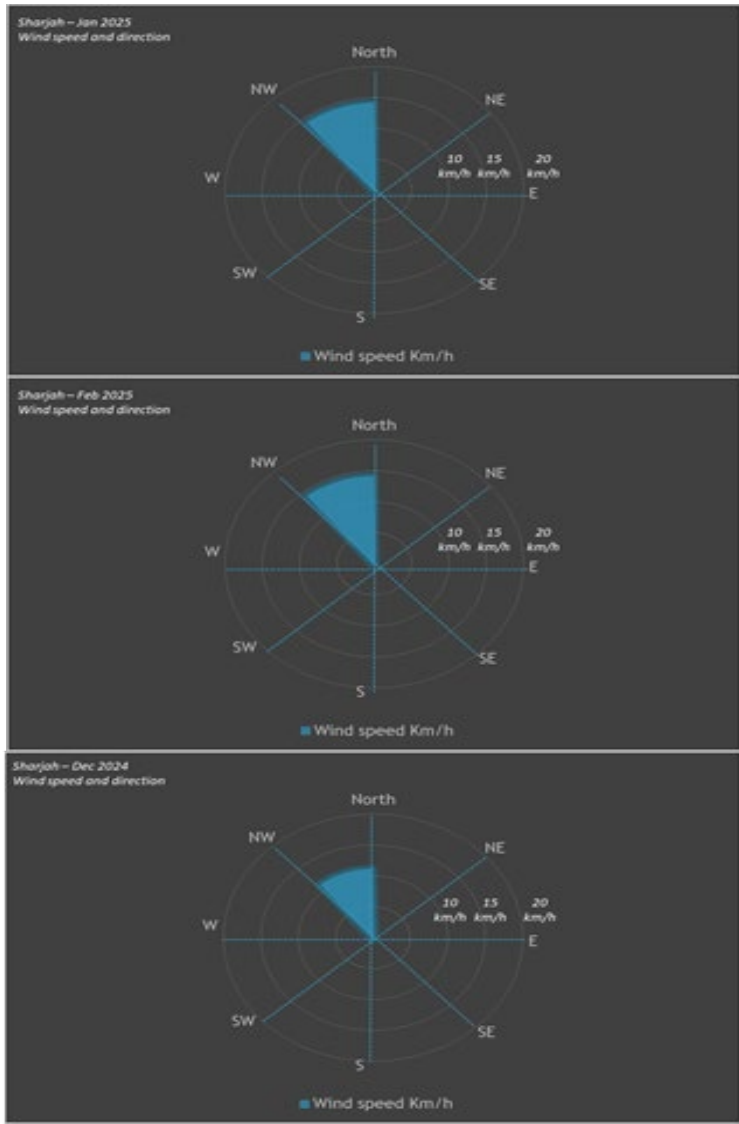 Sharjah – Jan 2025
Wind speed and direction
North
NW
NE
10 km/h
15 km/h
20 km/h
W
E
SW
SE
S
Wind speed Km/h
Sharjah – Feb 2025
Wind speed and direction
North
NW
NE
10 km/h
15 km/h
20 km/h
W
E
SW
SE
S
Wind speed Km/h
Sharjah – Dec 2024
Wind speed and direction
North
NW
NE
10 km/h
15 km/h
20 km/h
W
E
SW
SE
S
Wind speed Km/h